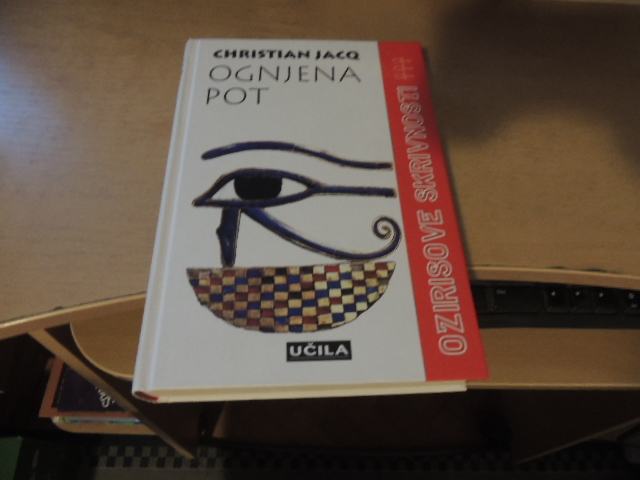 CHRISTIAN JACQ
OGNJENA
POT
OZIRISOVE SKRIVNOSTI
UČILA